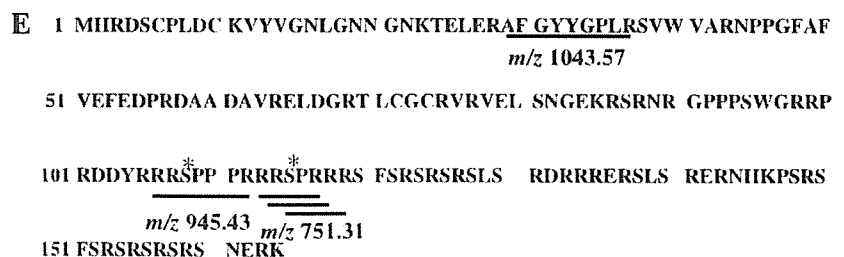 E 1 MHRDSCPLDC KVYVGNLGNN GNKTELERAF GYYGPLRSVW VARNPPGFAF
m/z 1043.57
51 VEFEDPRDAA DAVRELDGRT LCGCRVRVEL SNGEKRSRNR GPPPSWGRRP
* *
101 RDDYRRRSPP PRRRSPRRRS FSRSRSRSLS RDRRRERSLS RERNHKPSRS
m/z 945.43 m/z 751.31
151 FSRSRSRSRS NERK